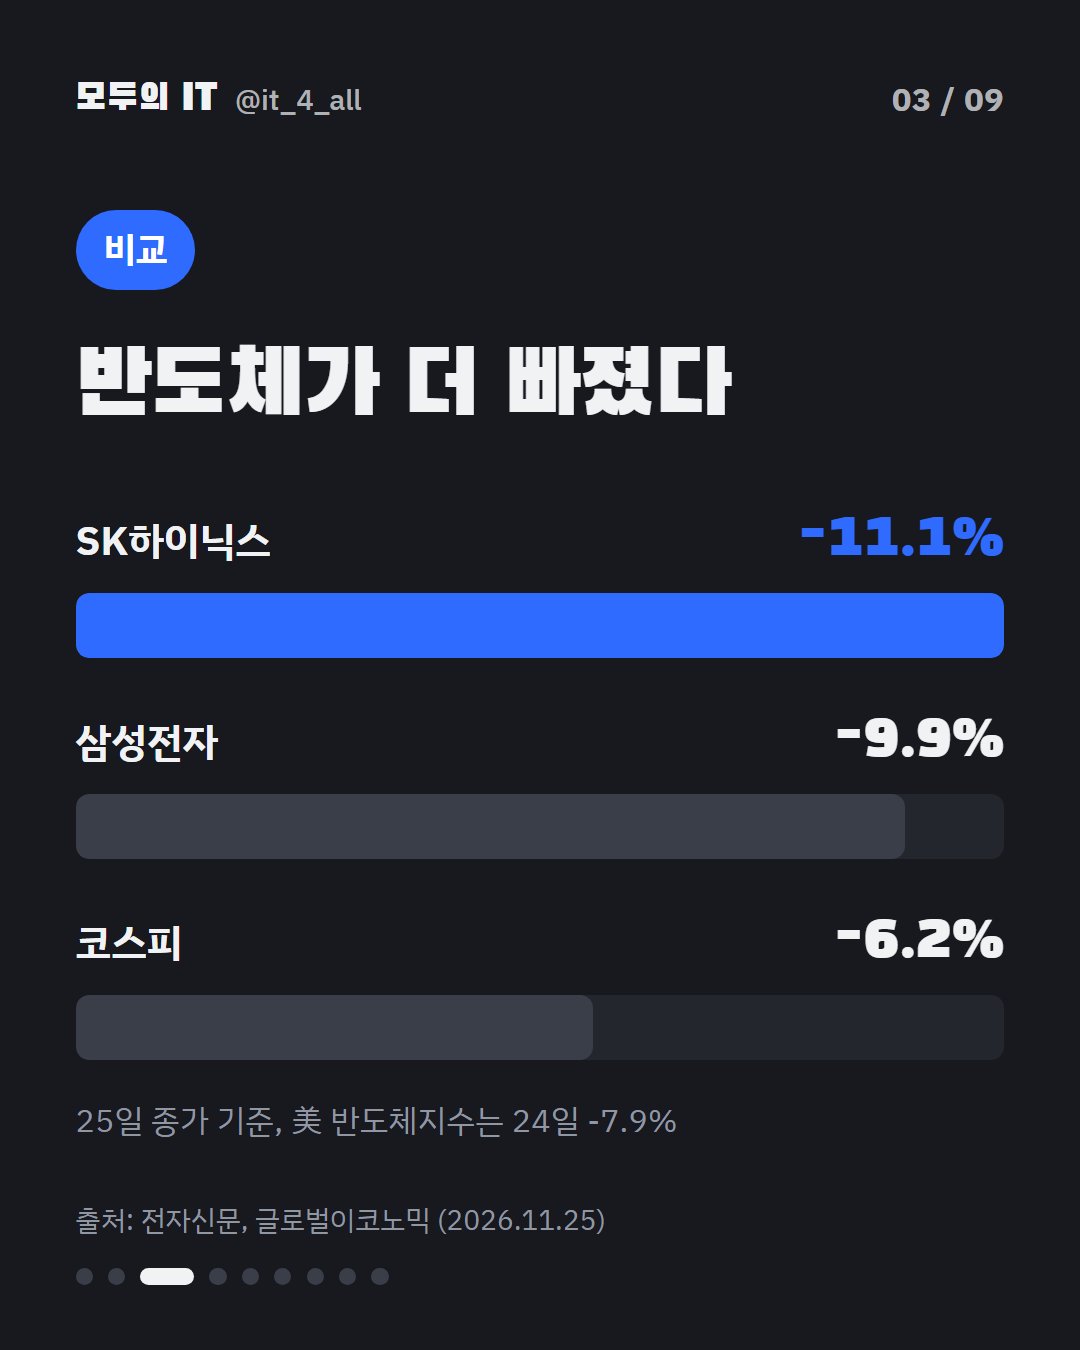 모두의 IT @it_4_all
03 / 09
비교
반도체가 더 빠졌다
SK하이닉스 -11.1%
삼성전자 -9.9%
코스피 -6.2%
25일 종가 기준, 美 반도체지수는 24일 -7.9%
출처: 전자신문, 글로벌이코노믹 (2026.11.25)